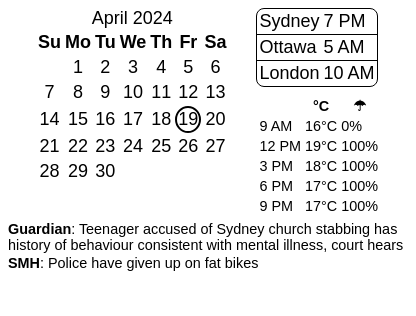 April 2024
Su Mo Tu We Th Fr Sa
1 2 3 4 5 6
7 8 9 10 11 12 13
14 15 16 17 18 19 20
21 22 23 24 25 26 27
28 29 30
Sydney 7 PM
Ottawa 5 AM
London 10 AM
°C ☂
9 AM 16°C 0%
12 PM 19°C 100%
3 PM 18°C 100%
6 PM 17°C 100%
9 PM 17°C 100%
Guardian: Teenager accused of Sydney church stabbing has
history of behaviour consistent with mental illness, court hears
SMH: Police have given up on fat bikes